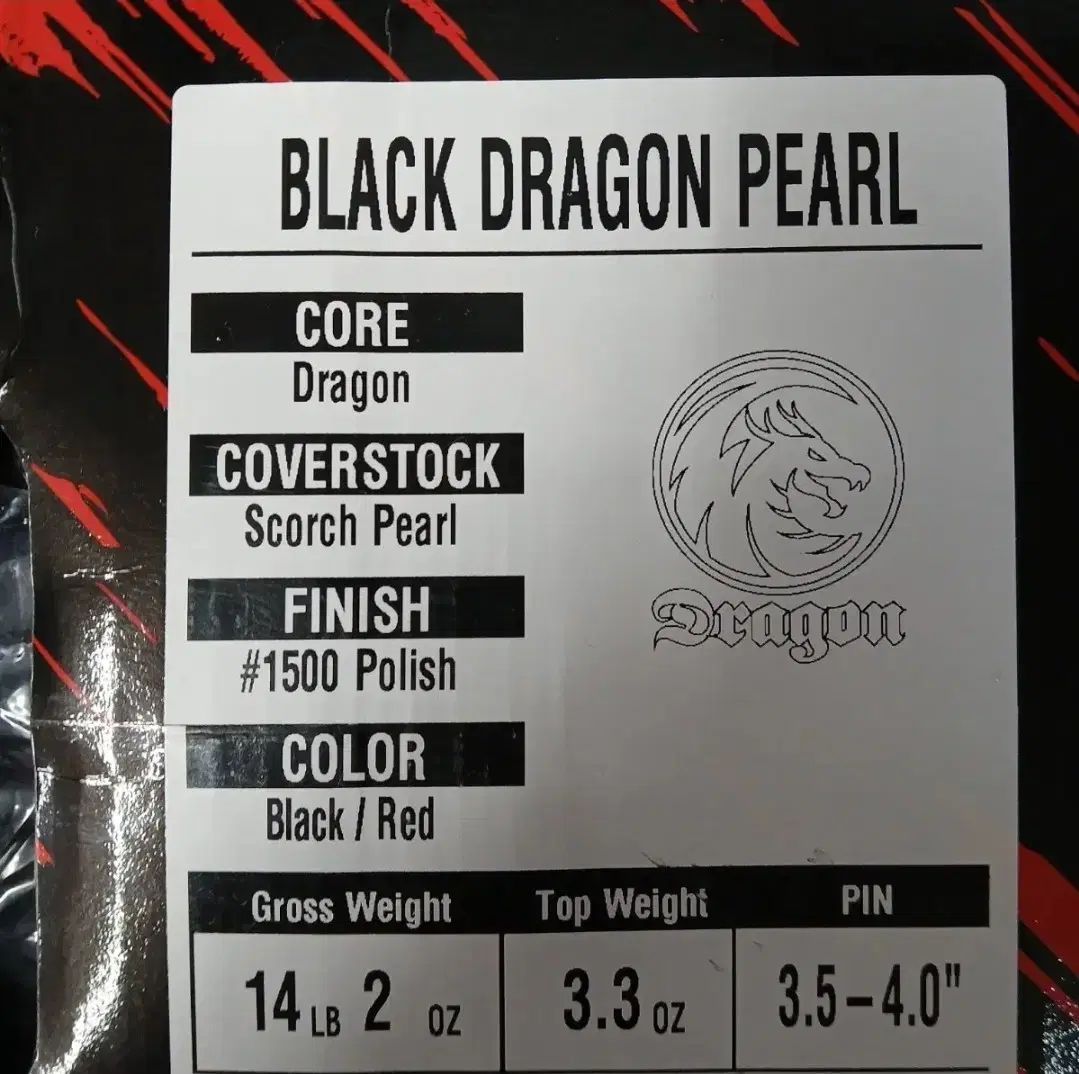 BLACK DRAGON PEARL
CORE
Dragon
COVERSTOCK
Scorch Pearl
Dragon
FINISH
#1500 Polish
COLOR
Black / Red
Gross Weight Top Weight PIN
14 LB 2 OZ 3.3 OZ 3.5-4.0"